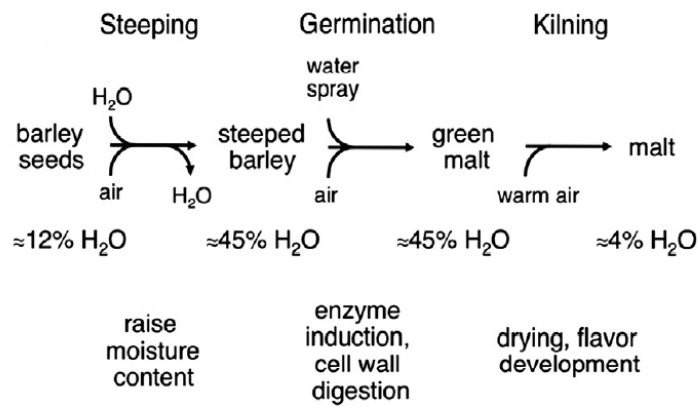 Steeping Germination Kilning
water
spray
H₂O
barley
seeds
steeped
barley
green
malt
malt
air
H₂O
air
warm air
≈12% H₂O ≈45% H₂O ≈45% H₂O ≈4% H₂O
raise
moisture
content
enzyme
induction,
cell wall
digestion
drying, flavor
development